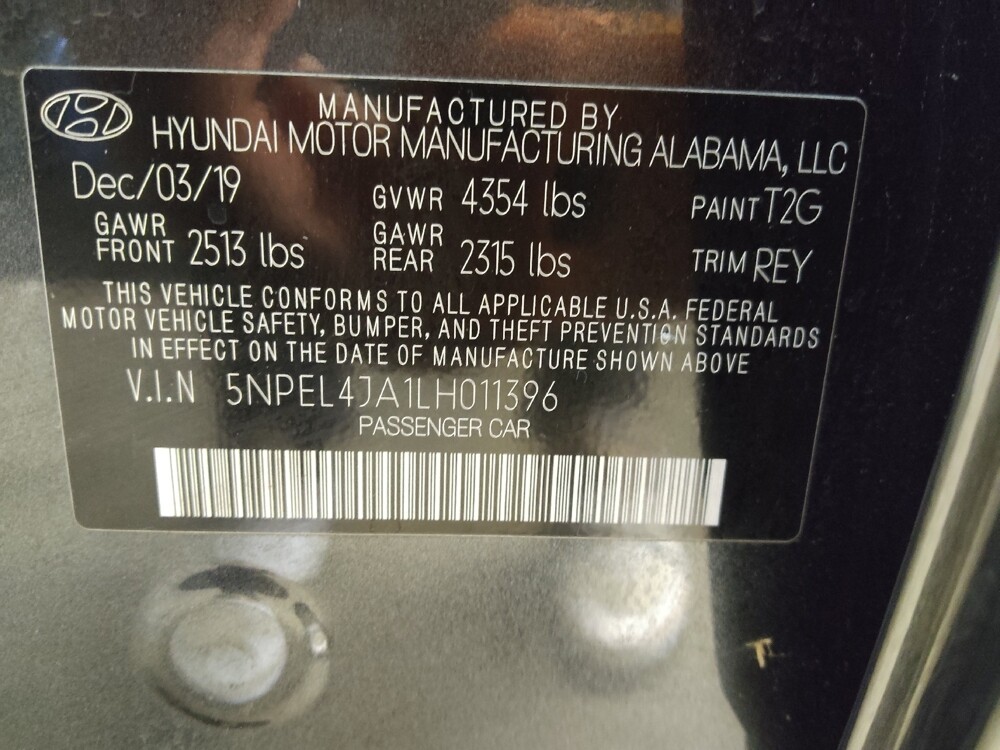 MANUFACTURED BY
HYUNDAI MOTOR MANUFACTURING ALABAMA, LLC
Dec/03/19 GVWR 4354 lbs PAINT T2G
GAWR FRONT 2513 lbs GAWR REAR 2315 lbs TRIM REY
THIS VEHICLE CONFORMS TO ALL APPLICABLE U.S.A. FEDERAL
MOTOR VEHICLE SAFETY, BUMPER, AND THEFT PREVENTION STANDARDS
IN EFFECT ON THE DATE OF MANUFACTURE SHOWN ABOVE
V.I.N 5NPEL4JA1LH011396
PASSENGER CAR